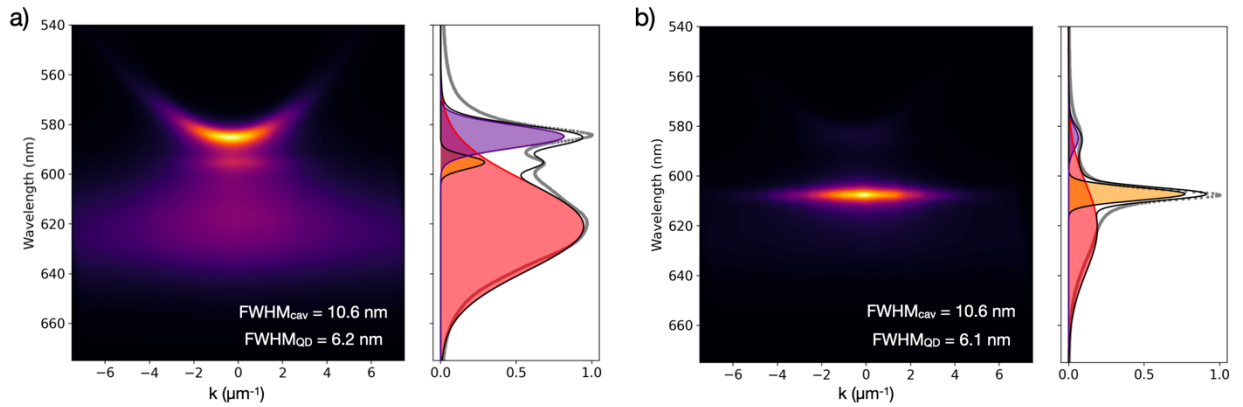 a)
Wavelength (nm)
540
560
580
600
620
640
660
FWHMcav = 10.6 nm
FWHMQD = 6.2 nm
−6 −4 −2 0 2 4 6
k (µm⁻¹)
0.0 0.5 1.0
b)
Wavelength (nm)
540
560
580
600
620
640
660
FWHMcav = 10.6 nm
FWHMQD = 6.1 nm
−6 −4 −2 0 2 4 6
k (µm⁻¹)
0.0 0.5 1.0